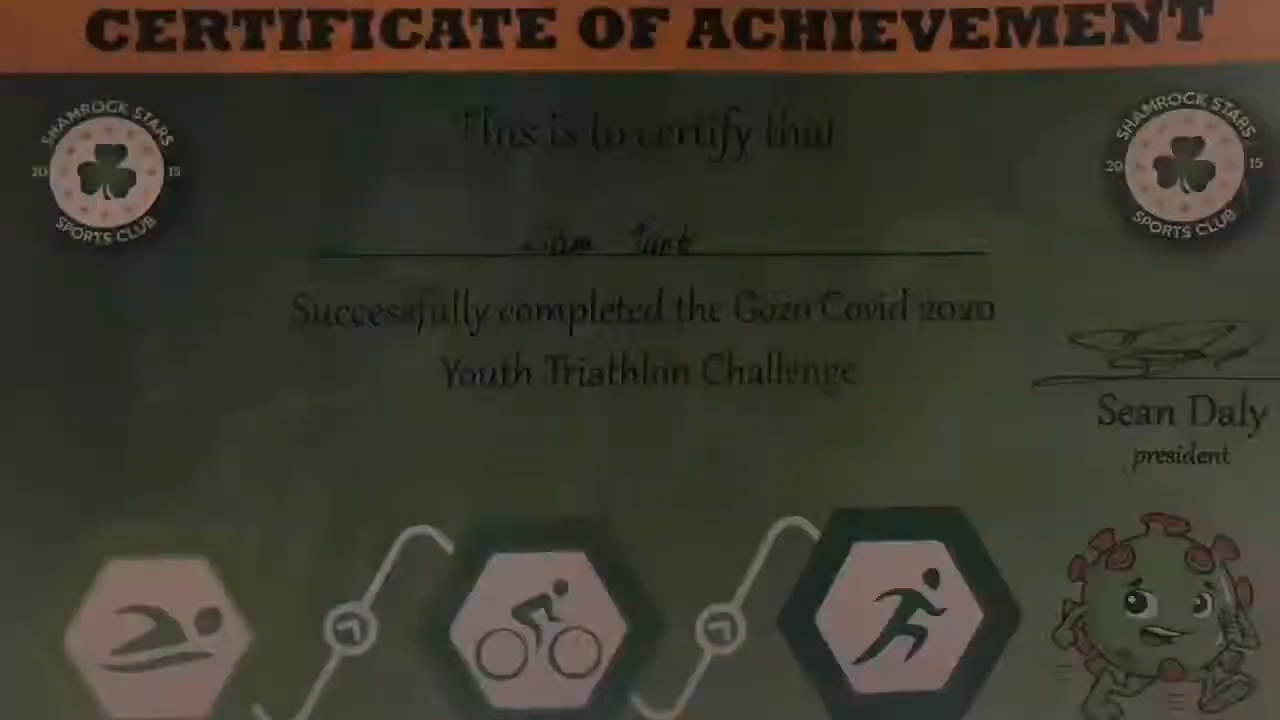 CERTIFICATE OF ACHIEVEMENT
SHAMROCK STARS
20 15
SPORTS CLUB
SHAMROCK STARS
20 15
SPORTS CLUB
This is to certify that
Successfully completed the Gozo Covid 2020
Youth Triathlon Challenge
Sean Daly
president